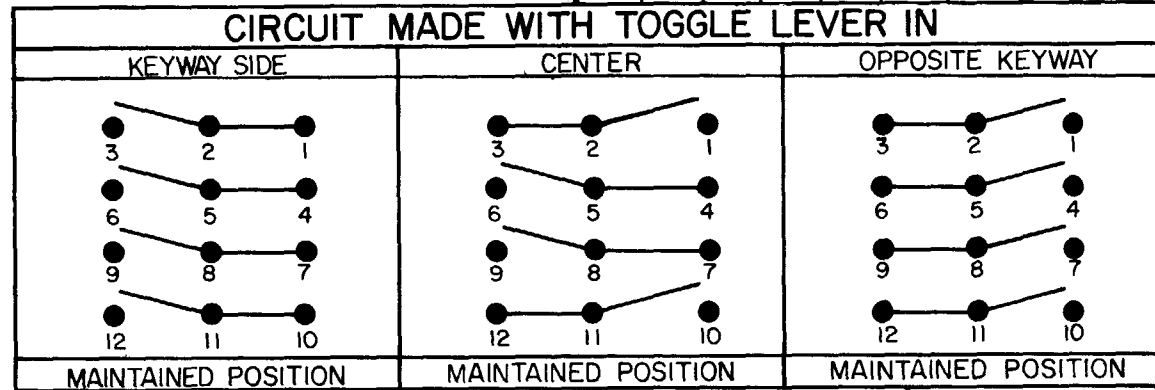 CIRCUIT MADE WITH TOGGLE LEVER IN
KEYWAY SIDE CENTER OPPOSITE KEYWAY
3 2 1 3 2 1 3 2 1
6 5 4 6 5 4 6 5 4
9 8 7 9 8 7 9 8 7
12 11 10 12 11 10 12 11 10
MAINTAINED POSITION MAINTAINED POSITION MAINTAINED POSITION